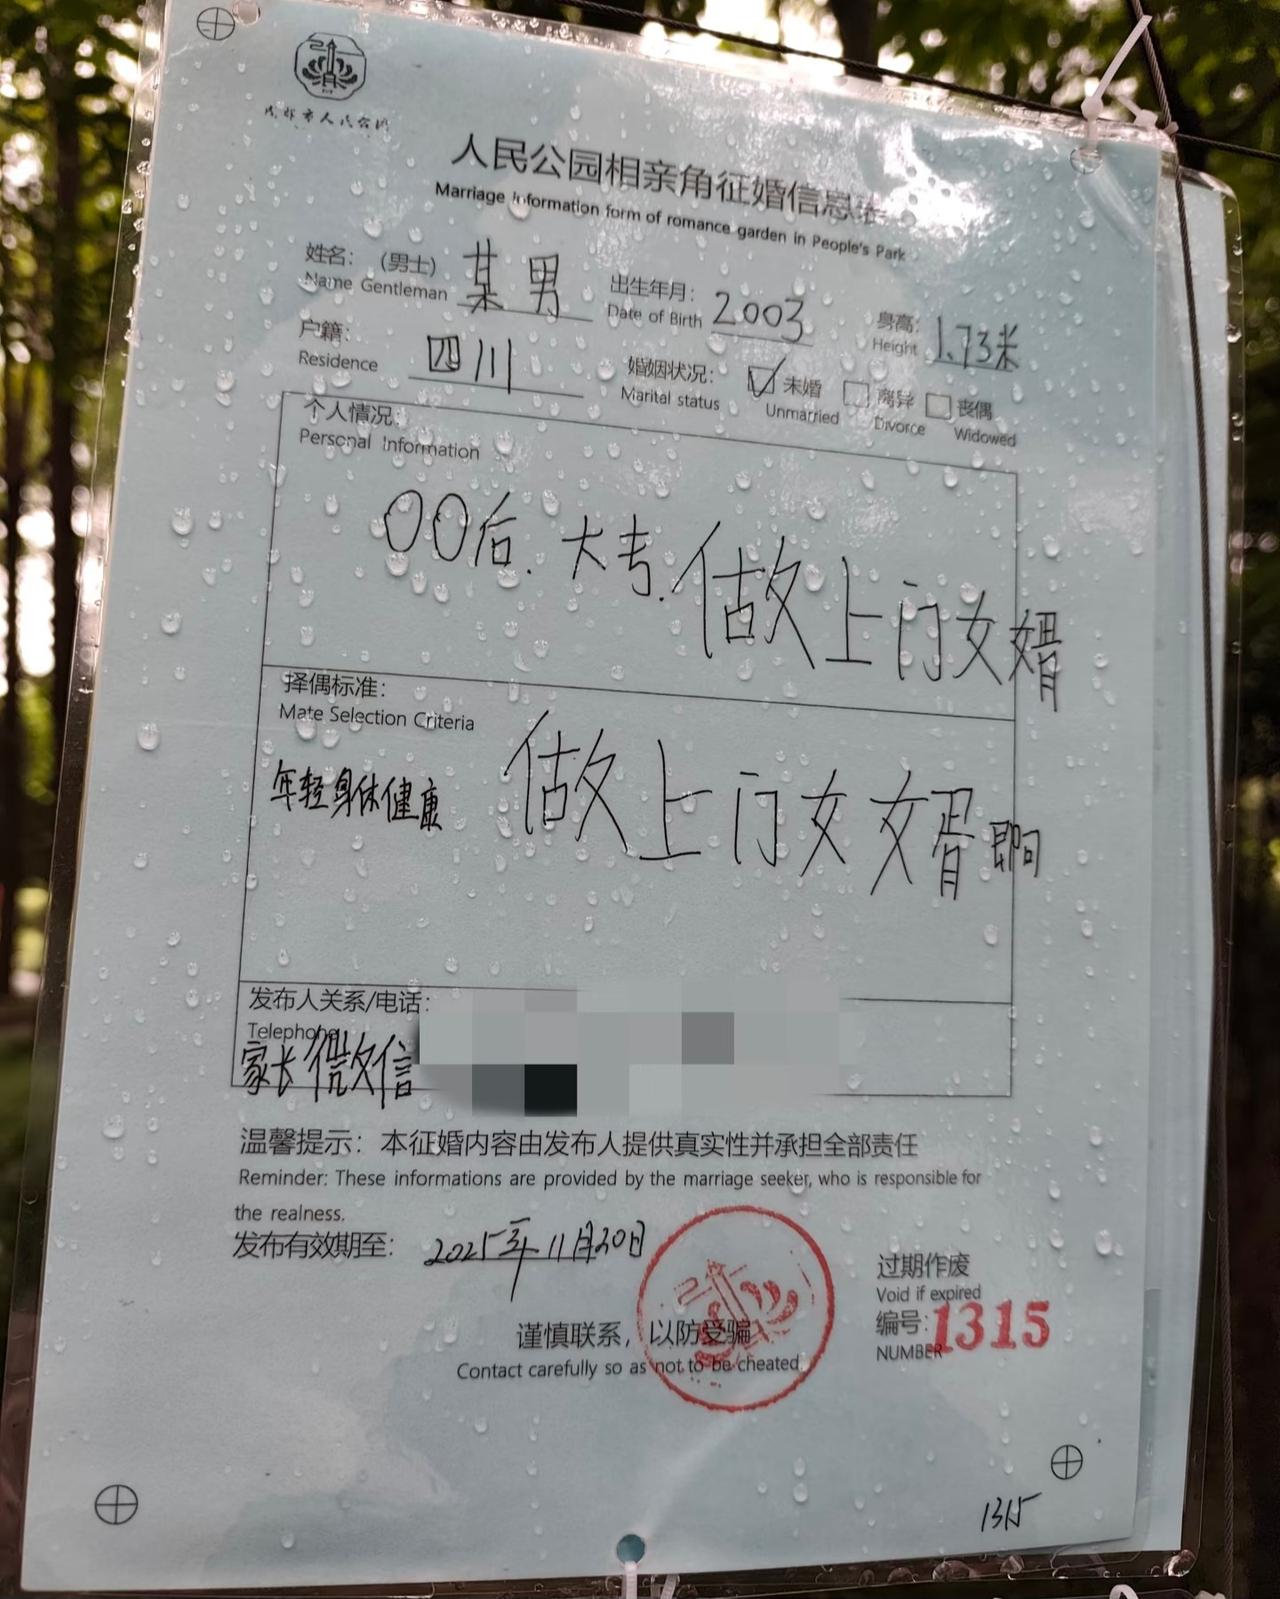 成都市人民公园
人民公园相亲角征婚信息表
Marriage information form of romance garden in People's Park
姓名：（男士） 某男 出生年月： 2003 身高： 1.73米
Name Gentleman Date of Birth Height
户籍： 四川 婚姻状况： ☑ 未婚 □ 离异 □ 丧偶
Residence Marital status Unmarried Divorce Widowed
个人情况：
Personal Information
00后. 大专. 做上门女婿
择偶标准：
Mate Selection Criteria
年轻身体健康 做上门女婿即可
发布人关系/电话：
Telephone
家长微信
温馨提示：本征婚内容由发布人提供真实性并承担全部责任
Reminder: These informations are provided by the marriage seeker, who is responsible for
the realness.
发布有效期至： 2025年11月20日
过期作废
Void if expired
谨慎联系，以防受骗 编号： 1315
Contact carefully so as not to be cheated. NUMBER
1315